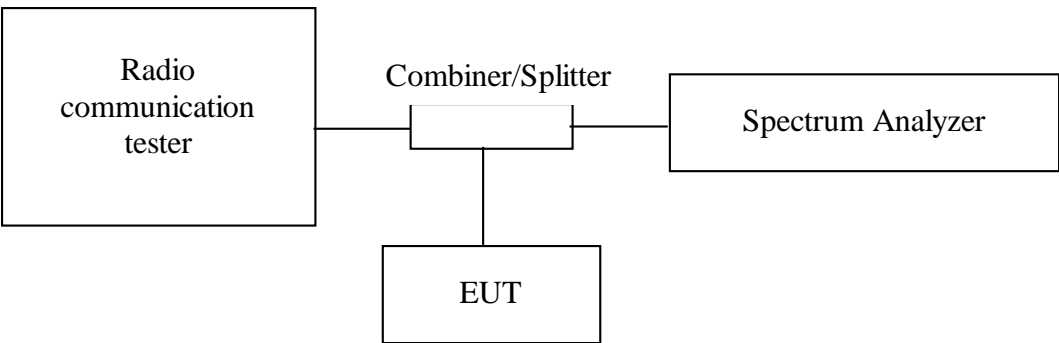 Radio
communication
tester
Combiner/Splitter
Spectrum Analyzer
EUT